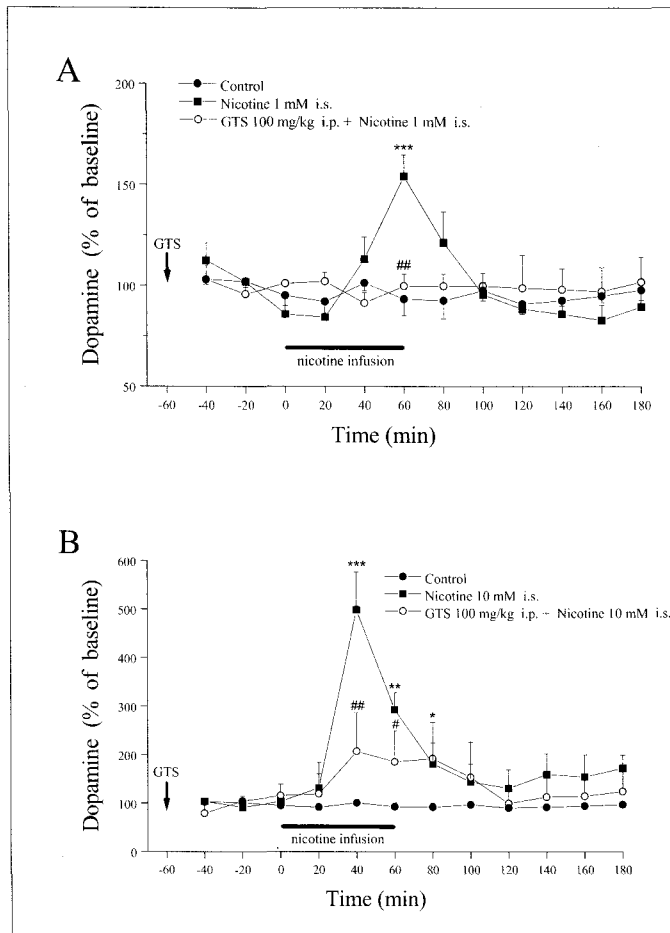 A
200
150
100
50
Dopamine (% of baseline)
Control
Nicotine 1 mM i.s.
GTS 100 mg/kg i.p. + Nicotine 1 mM i.s.
***
##
GTS
nicotine infusion
-60 -40 -20 0 20 40 60 80 100 120 140 160 180
Time (min)
B
600
500
400
300
200
100
0
Dopamine (% of baseline)
Control
Nicotine 10 mM i.s.
GTS 100 mg/kg i.p. + Nicotine 10 mM i.s.
***
**
*
##
#
GTS
nicotine infusion
-60 -40 -20 0 20 40 60 80 100 120 140 160 180
Time (min)